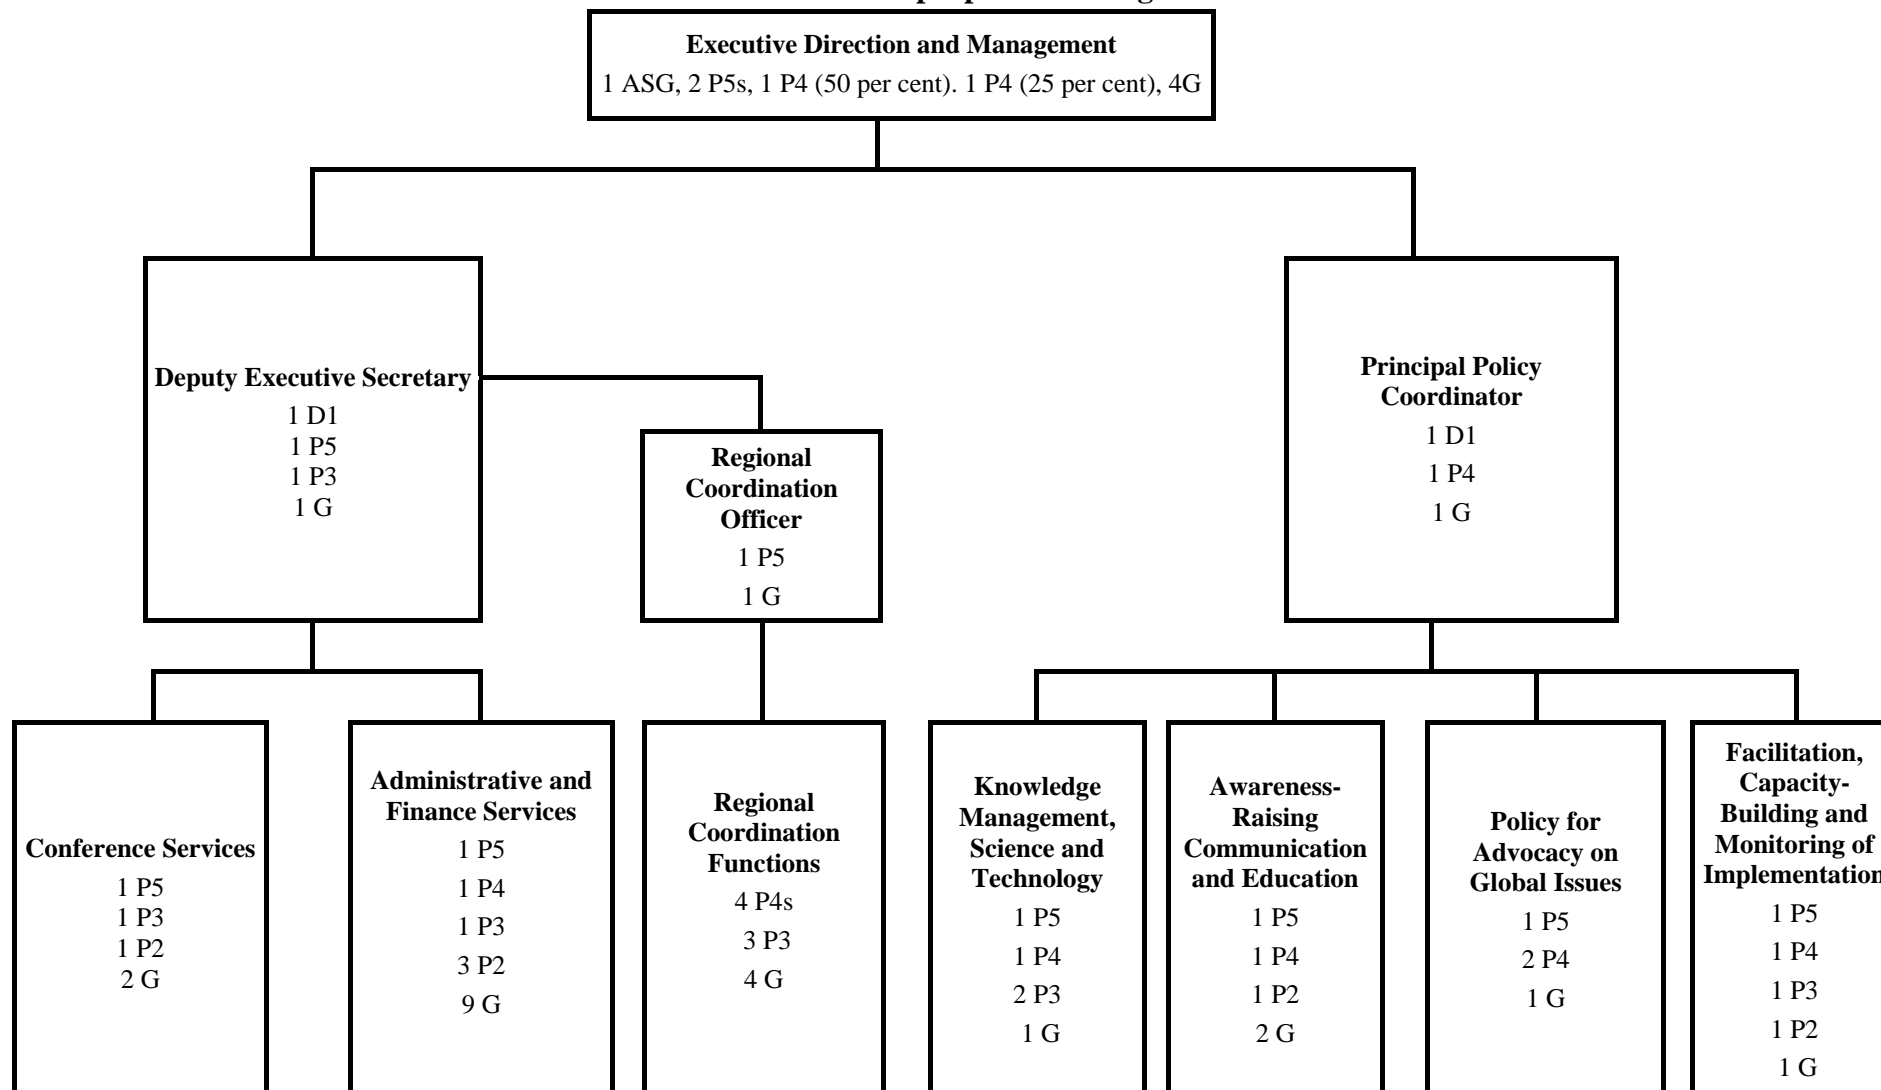 Executive Direction and Management
1 ASG, 2 P5s, 1 P4 (50 per cent). 1 P4 (25 per cent), 4G
Deputy Executive Secretary
1 D1
1 P5
1 P3
1 G
Regional
Coordination
Officer
1 P5
1 G
Principal Policy
Coordinator
1 D1
1 P4
1 G
Conference Services
1 P5
1 P3
1 P2
2 G
Administrative and
Finance Services
1 P5
1 P4
1 P3
3 P2
9 G
Regional
Coordination
Functions
4 P4s
3 P3
4 G
Knowledge
Management,
Science and
Technology
1 P5
1 P4
2 P3
1 G
Awareness-
Raising
Communication
and Education
1 P5
1 P4
1 P2
2 G
Policy for
Advocacy on
Global Issues
1 P5
2 P4
1 G
Facilitation,
Capacity-
Building and
Monitoring of
Implementation
1 P5
1 P4
1 P3
1 P2
1 G